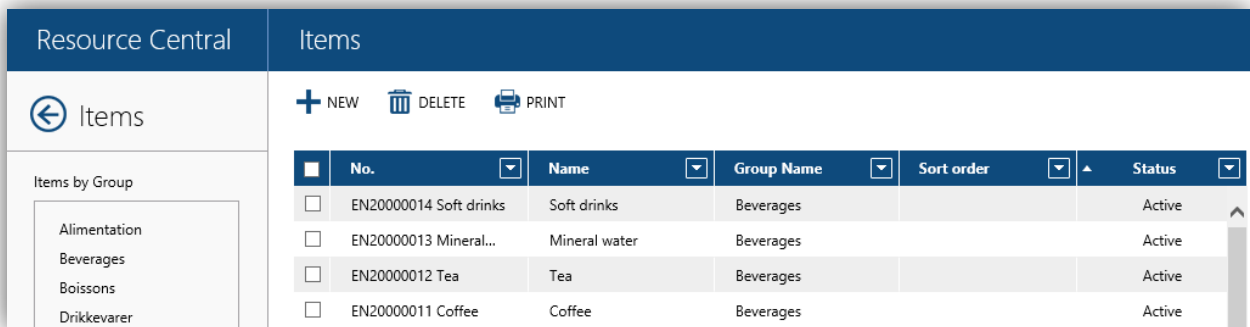 Resource Central
Items
Items
NEW DELETE PRINT
Items by Group
Alimentation
Beverages
Boissons
Drikkevarer
No. Name Group Name Sort order Status
EN20000014 Soft drinks Soft drinks Beverages Active
EN20000013 Mineral... Mineral water Beverages Active
EN20000012 Tea Tea Beverages Active
EN20000011 Coffee Coffee Beverages Active